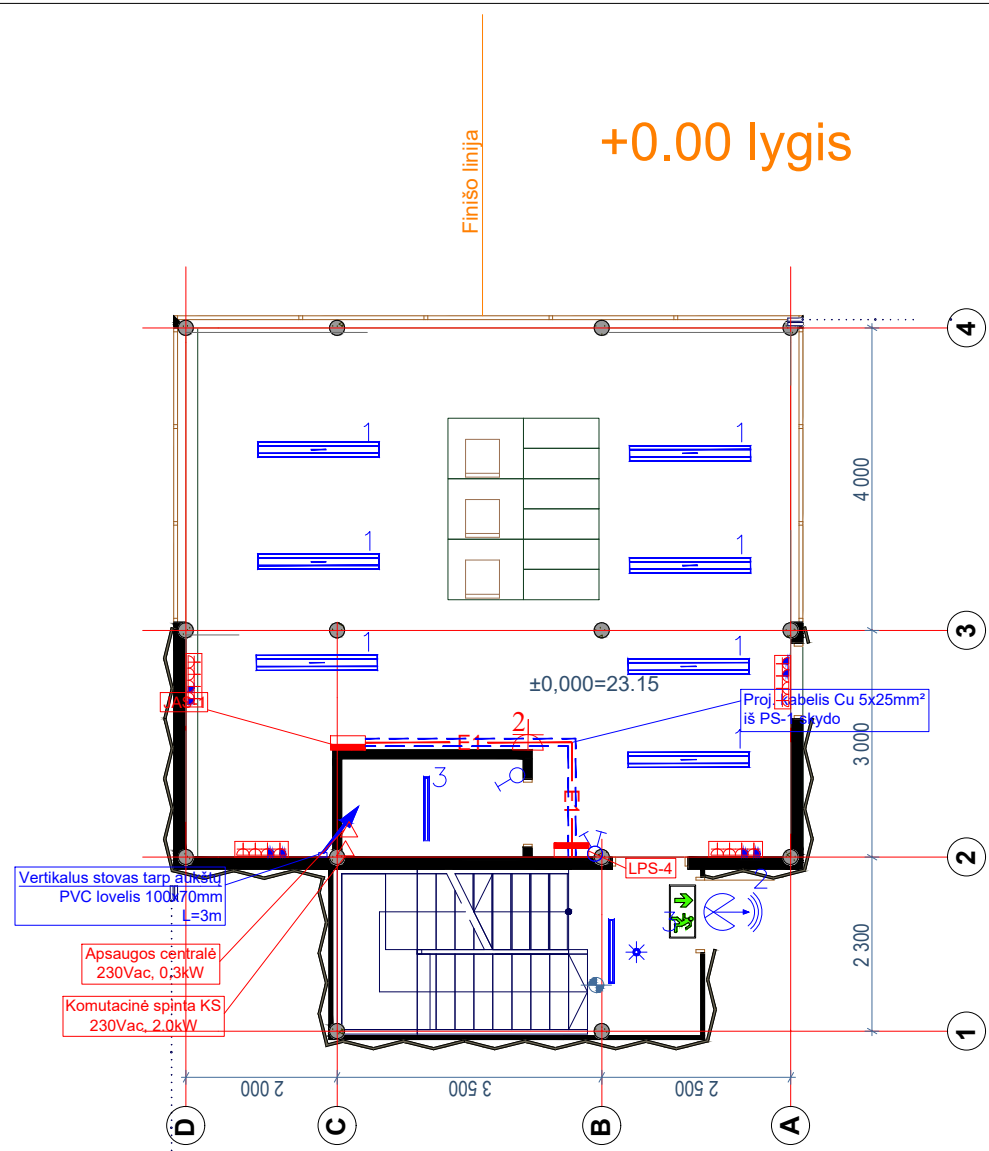 +0.00 lygis
Finišo linija
4
1
1
4 000
1
1
3
1
1
±0,000=23.15
Proj. kabelis Cu 5x25mm²
iš PS-1 skydo
2
E1
3
E1
3 000
2
LPS-4
Vertikalus stovas tarp aukštų
PVC lovelis 100x70mm
L=3m
2
3
Apsaugos centralė
230Vac, 0.3kW
2 300
Komutacinė spinta KS
230Vac, 2.0kW
1
2 000
3 500
2 500
D
C
B
A